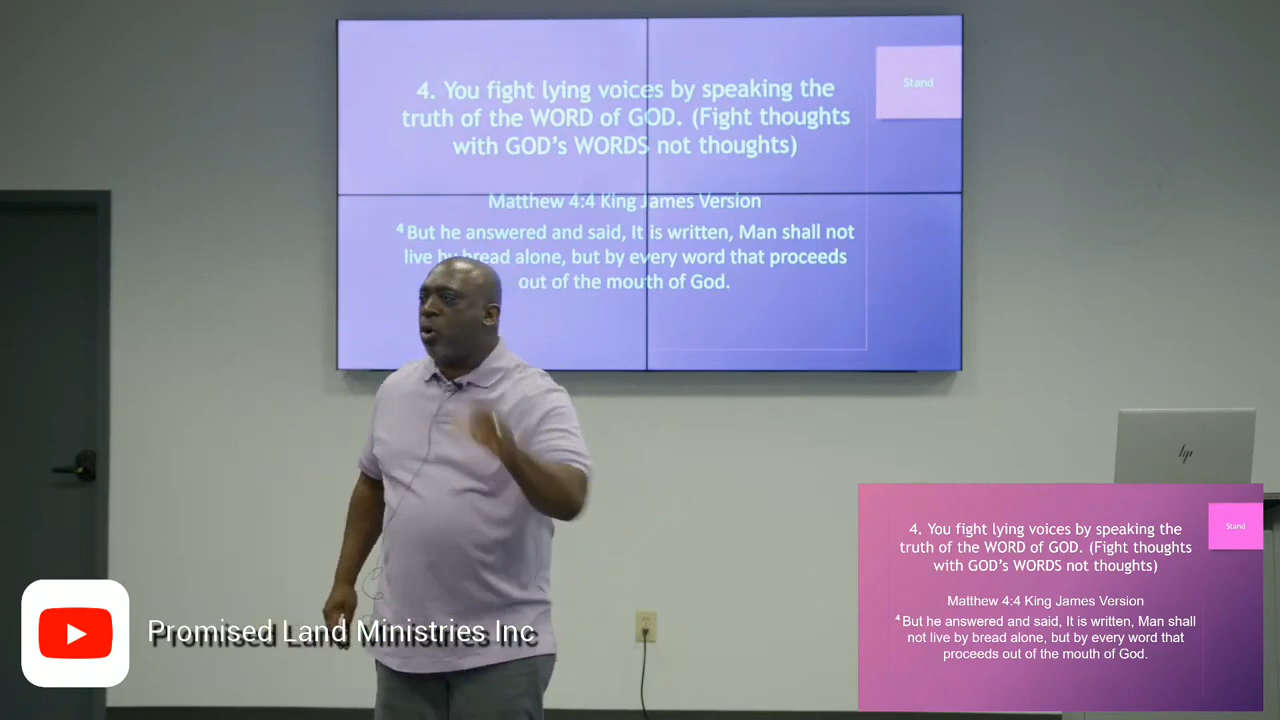 4. You fight lying voices by speaking the
truth of the WORD of GOD. (Fight thoughts
with GOD'S WORDS not thoughts)
Stand
Matthew 4:4 King James Version
4 But he answered and said, It is written, Man shall not
live by bread alone, but by every word that proceeds
out of the mouth of God.
hp
4. You fight lying voices by speaking the
truth of the WORD of GOD. (Fight thoughts
with GOD's WORDS not thoughts)
Stand
Matthew 4:4 King James Version
4 But he answered and said, It is written, Man shall
not live by bread alone, but by every word that
proceeds out of the mouth of God.
Promised Land Ministries Inc